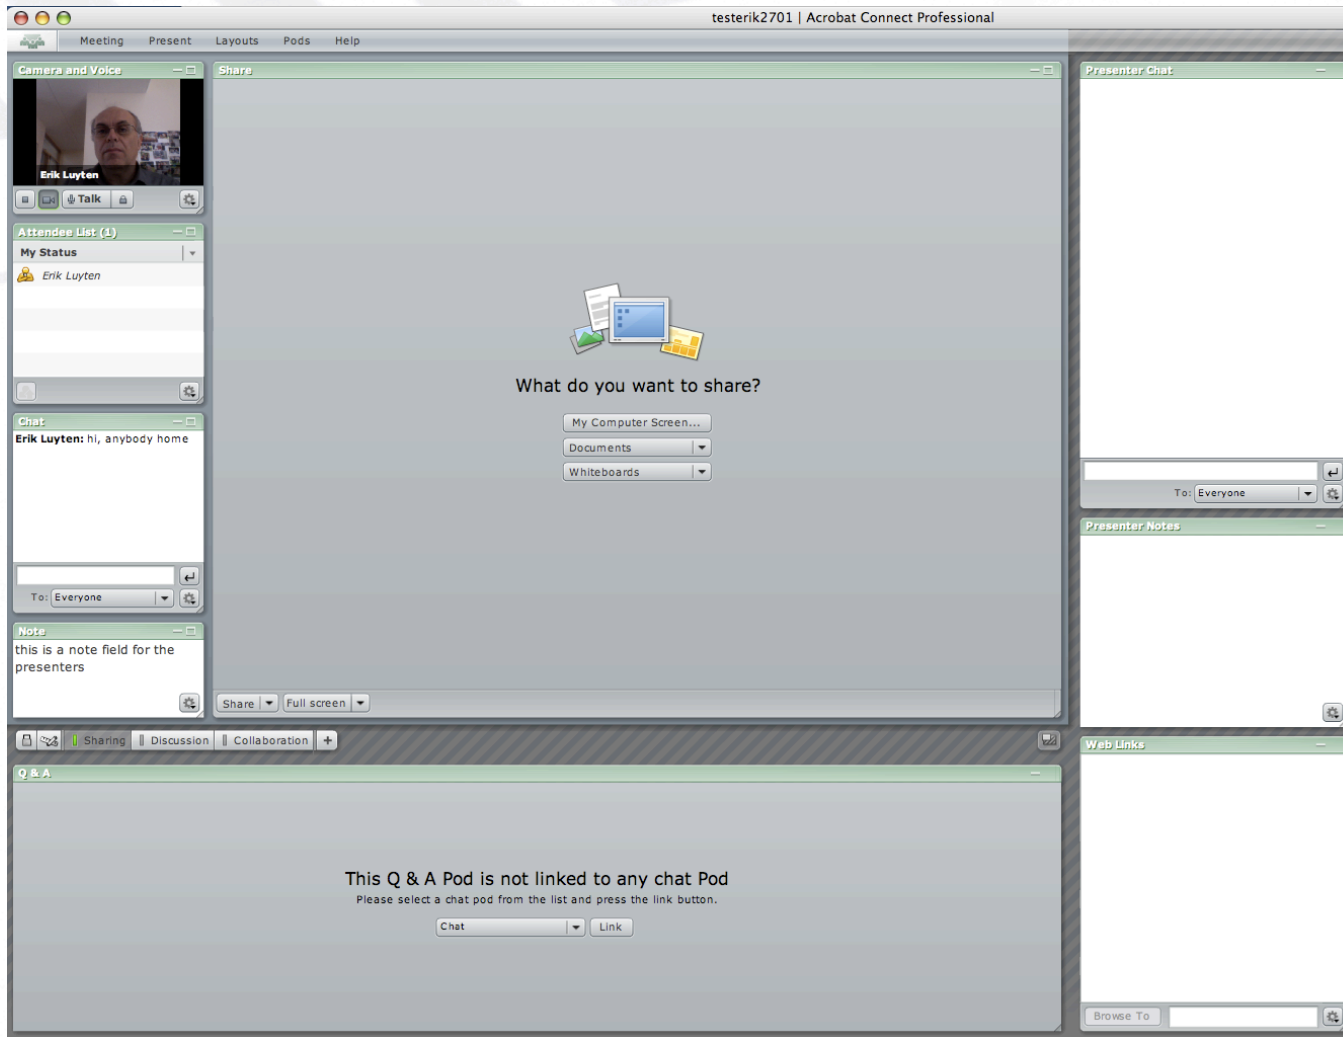 testerik2701 | Acrobat Connect Professional
Meeting Present Layouts Pods Help
Camera and Voice
Erik Luyten
Talk
Attendee List (1)
My Status
Erik Luyten
Chat
Erik Luyten: hi, anybody home
To: Everyone
Note
this is a note field for the
presenters
Share
What do you want to share?
My Computer Screen...
Documents
Whiteboards
Share Full screen
Sharing Discussion Collaboration +
Q & A
This Q & A Pod is not linked to any chat Pod
Please select a chat pod from the list and press the link button.
Chat Link
Presenter Chat
To: Everyone
Presenter Notes
Web Links
Browse To